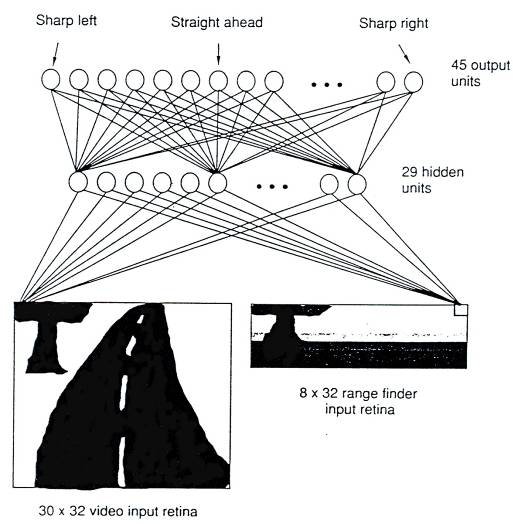 Sharp left
Straight ahead
Sharp right
45 output
units
29 hidden
units
8 x 32 range finder
input retina
30 x 32 video input retina